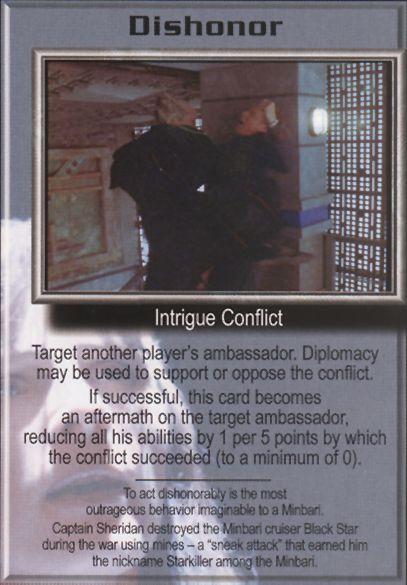 Dishonor
Intrigue Conflict
Target another player's ambassador. Diplomacy
may be used to support or oppose the conflict.
If successful, this card becomes
an aftermath on the target ambassador,
reducing all his abilities by 1 per 5 points by which
the conflict succeeded (to a minimum of 0).
To act dishonorably is the most
outrageous behavior imaginable to a Minbari.
Captain Sheridan destroyed the Minbari cruiser Black Star
during the war using mines – a "sneak attack" that earned him
the nickname Starkiller among the Minbari.